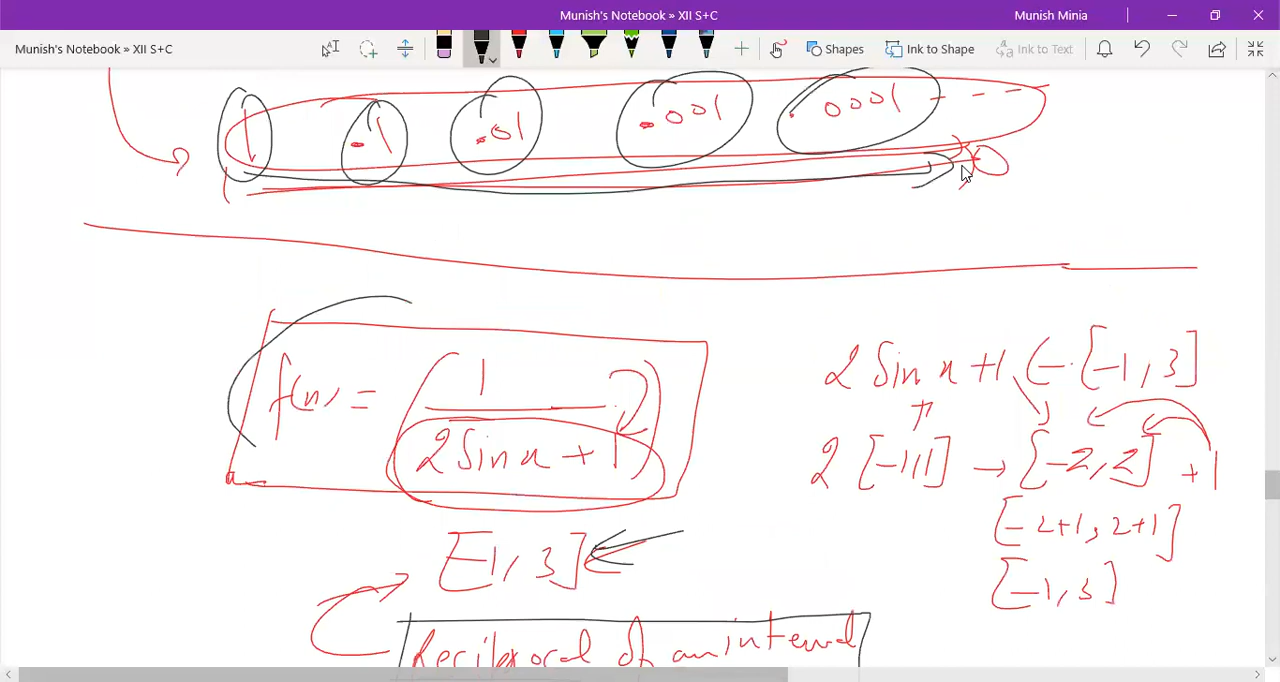 Munish's Notebook » XII S+C
Munish Minia
Munish's Notebook » XII S+C
Shapes
Ink to Shape
Ink to Text
1 .1 .01 .001 .0001 - - - -
0
f(x) = (1
2 Sin x + 1)
2 Sin x + 1 ∈ [-1, 3]
2 [-1, 1] → [-2, 2] + 1
[-2+1, 2+1]
[-1, 3]
[-1, 3]
Reciprocal of an interval